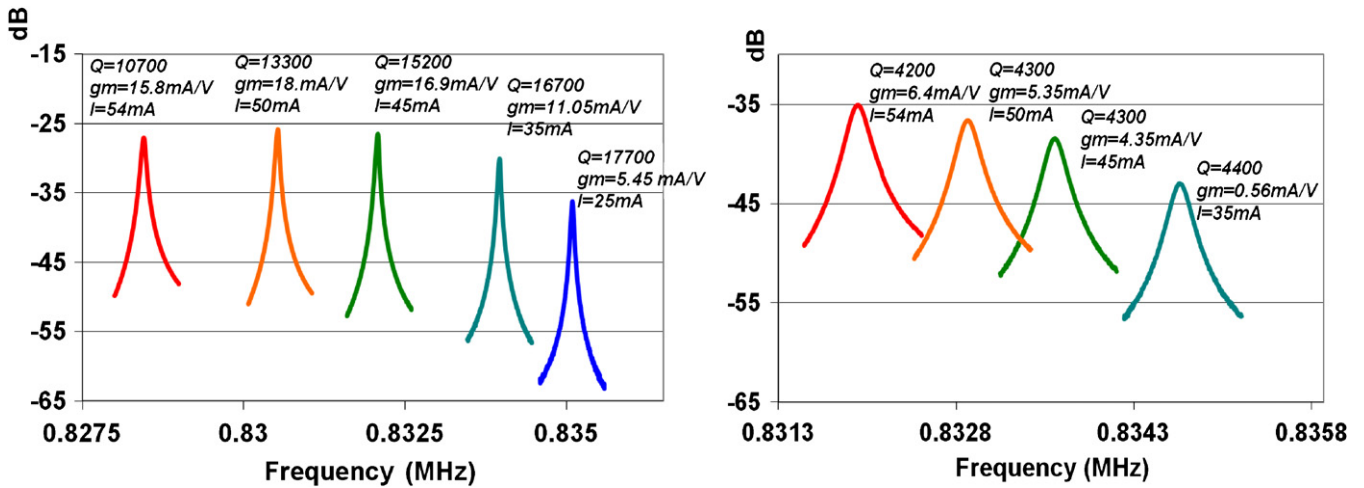 dB
-15
-25
-35
-45
-55
-65
Q=10700
gm=15.8mA/V
I=54mA
Q=13300
gm=18.mA/V
I=50mA
Q=15200
gm=16.9mA/V
I=45mA
Q=16700
gm=11.05mA/V
I=35mA
Q=17700
gm=5.45 mA/V
I=25mA
0.8275
0.83
0.8325
0.835
Frequency (MHz)
dB
-35
-45
-55
-65
Q=4200
gm=6.4mA/V
I=54mA
Q=4300
gm=5.35mA/V
I=50mA
Q=4300
gm=4.35mA/V
I=45mA
Q=4400
gm=0.56mA/V
I=35mA
0.8313
0.8328
0.8343
0.8358
Frequency (MHz)